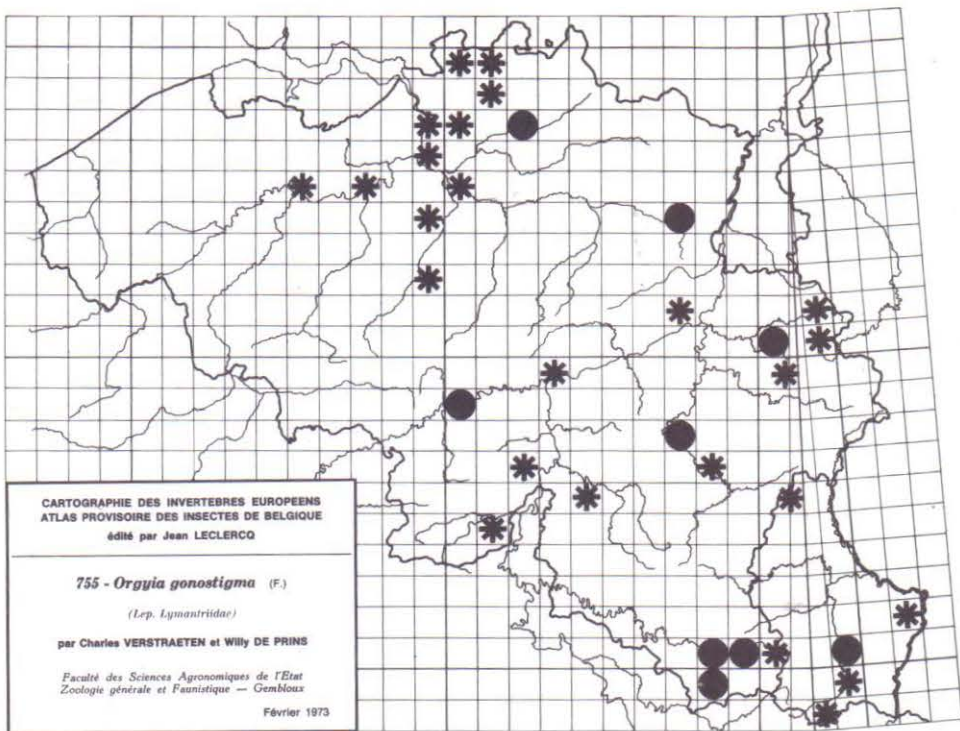 CARTOGRAPHIE DES INVERTEBRES EUROPEENS
ATLAS PROVISOIRE DES INSECTES DE BELGIQUE
édité par Jean LECLERCQ
755 - Orgyia gonostigma (F.)
(Lep. Lymantriidae)
par Charles VERSTRAETEN et Willy DE PRINS
Faculté des Sciences Agronomiques de l'Etat
Zoologie générale et Faunistique — Gembloux
Février 1973